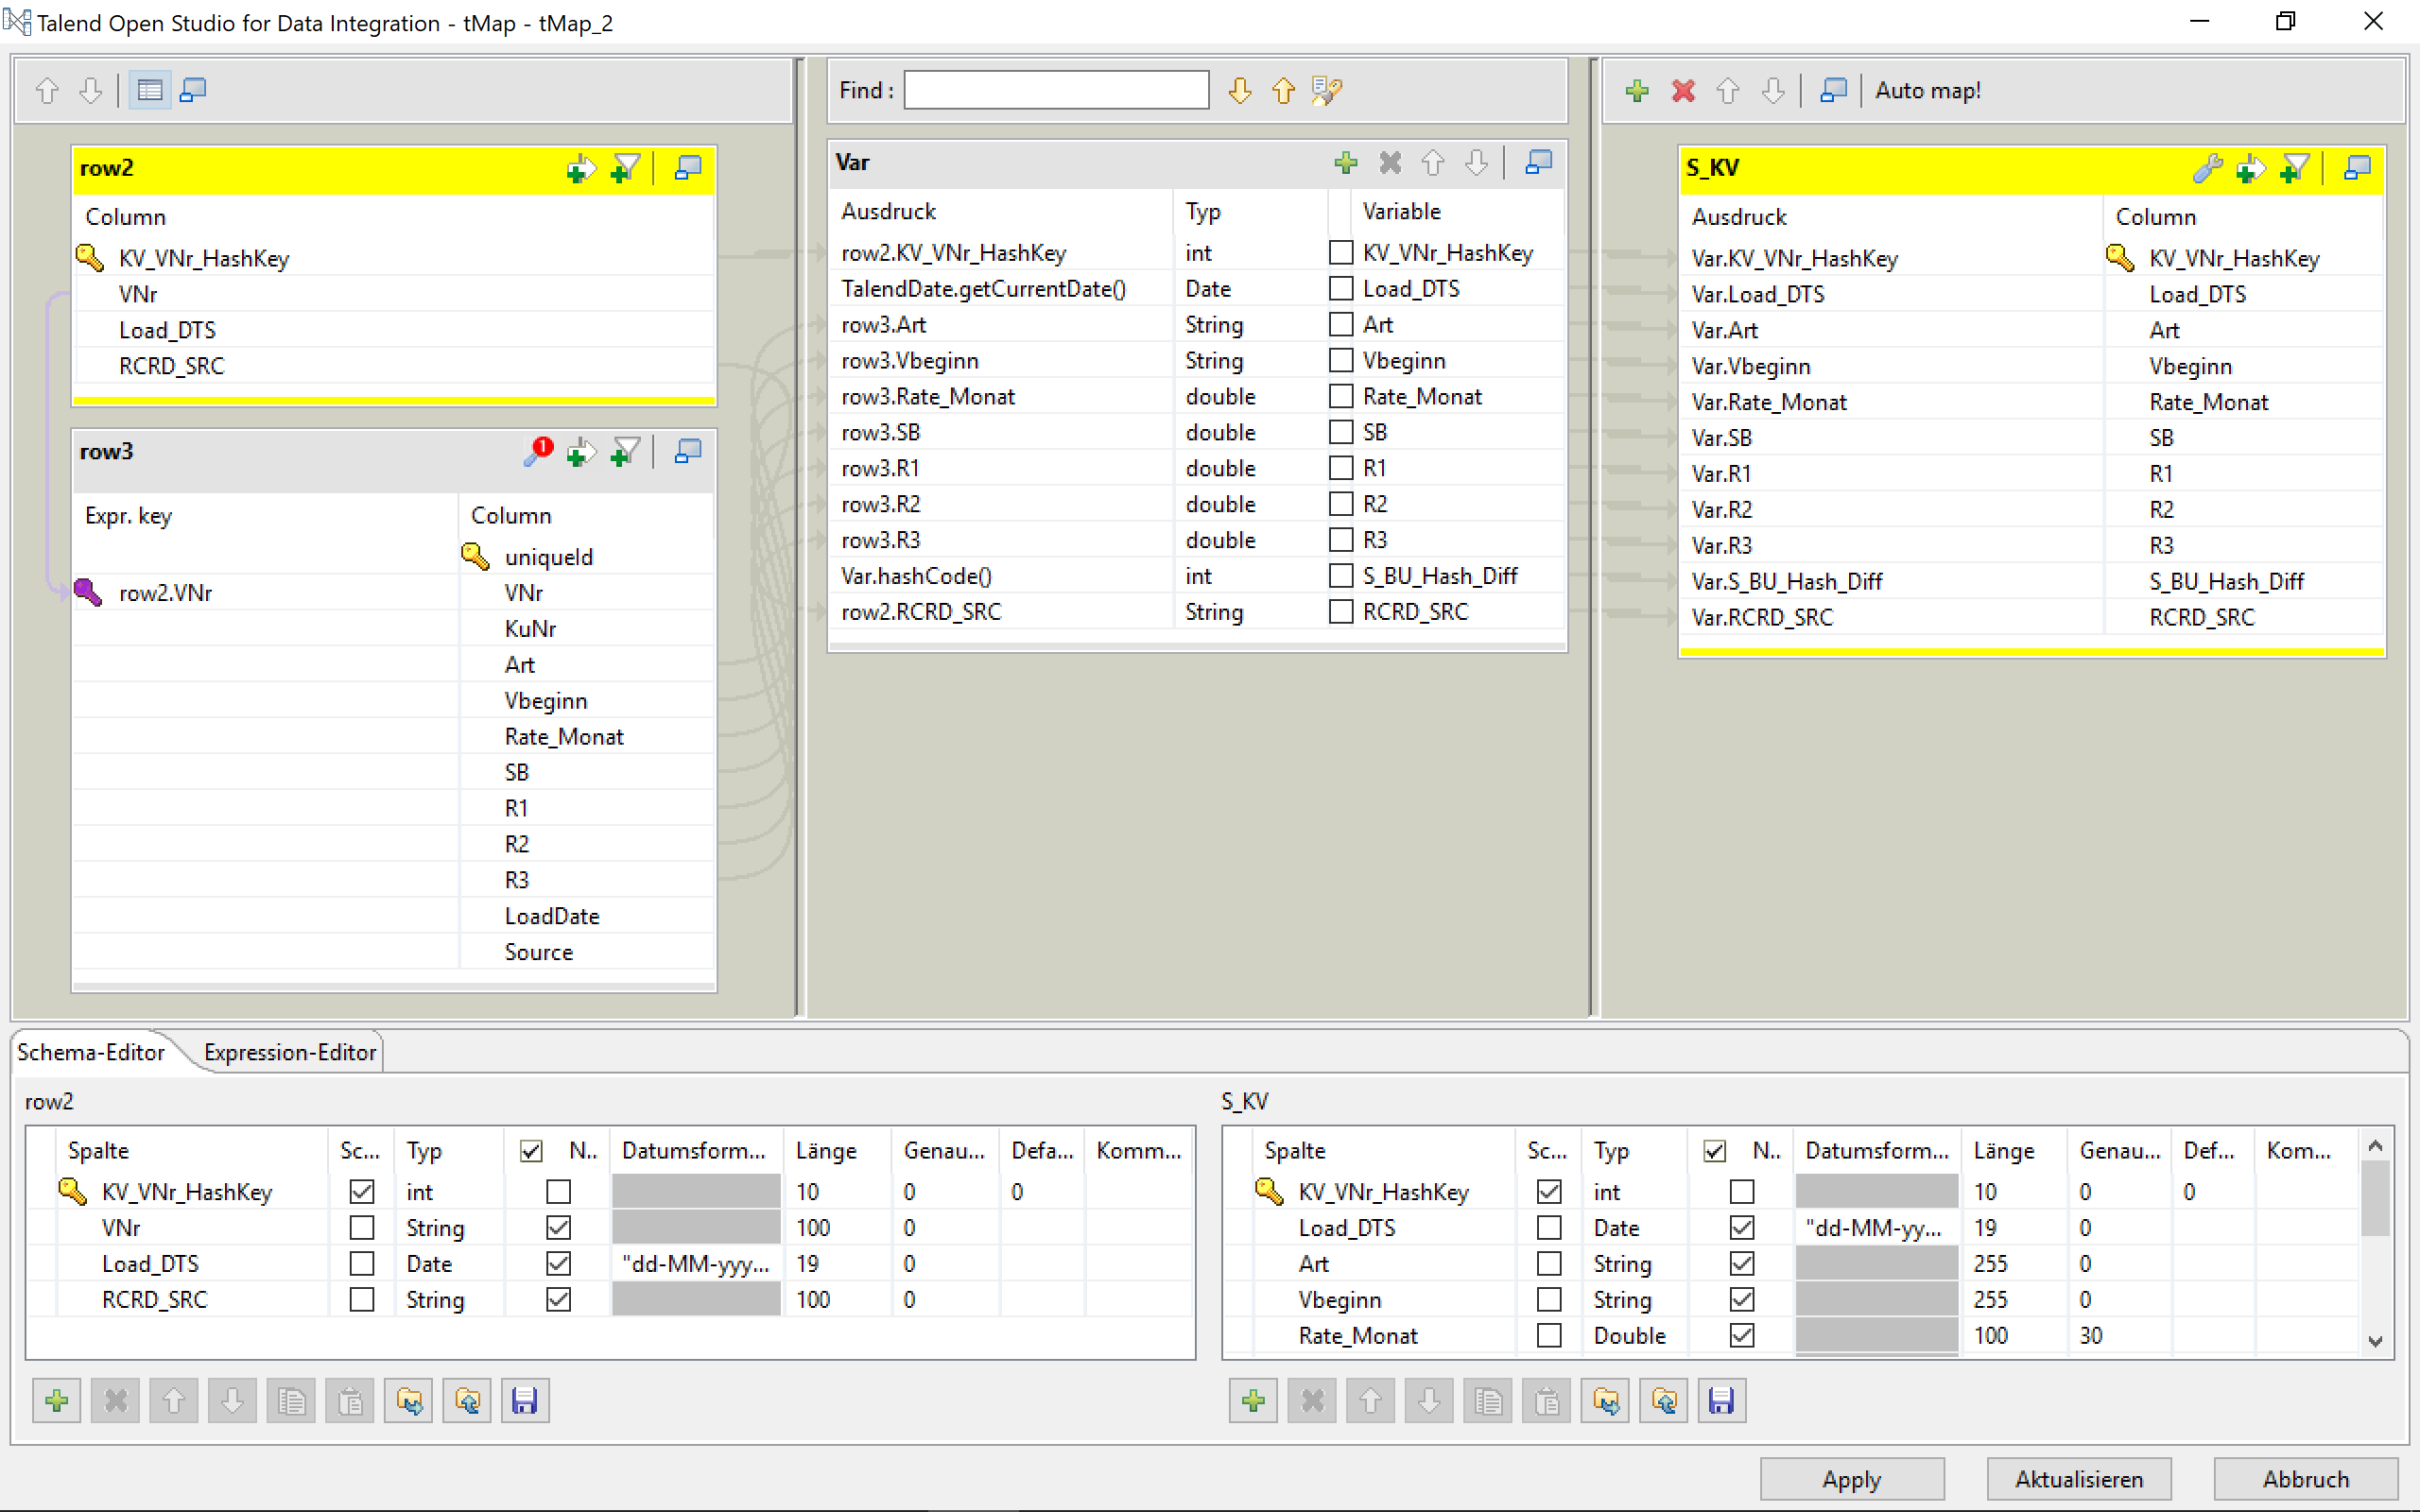 Talend Open Studio for Data Integration - tMap - tMap_2
Find :
Auto map!
row2
Column
KV_VNr_HashKey
VNr
Load_DTS
RCRD_SRC
row3
1
Expr. key Column
uniqueId
row2.VNr VNr
KuNr
Art
Vbeginn
Rate_Monat
SB
R1
R2
R3
LoadDate
Source
Var
Ausdruck Typ Variable
row2.KV_VNr_HashKey int KV_VNr_HashKey
TalendDate.getCurrentDate() Date Load_DTS
row3.Art String Art
row3.Vbeginn String Vbeginn
row3.Rate_Monat double Rate_Monat
row3.SB double SB
row3.R1 double R1
row3.R2 double R2
row3.R3 double R3
Var.hashCode() int S_BU_Hash_Diff
row2.RCRD_SRC String RCRD_SRC
S_KV
Ausdruck Column
Var.KV_VNr_HashKey KV_VNr_HashKey
Var.Load_DTS Load_DTS
Var.Art Art
Var.Vbeginn Vbeginn
Var.Rate_Monat Rate_Monat
Var.SB SB
Var.R1 R1
Var.R2 R2
Var.R3 R3
Var.S_BU_Hash_Diff S_BU_Hash_Diff
Var.RCRD_SRC RCRD_SRC
Schema-Editor Expression-Editor
row2
Spalte Sc... Typ N.. Datumsform... Länge Genau... Defa... Komm...
KV_VNr_HashKey int 10 0 0
VNr String 100 0
Load_DTS Date "dd-MM-yyy... 19 0
RCRD_SRC String 100 0
S_KV
Spalte Sc... Typ N.. Datumsform... Länge Genau... Def... Kom...
KV_VNr_HashKey int 10 0 0
Load_DTS Date "dd-MM-yy... 19 0
Art String 255 0
Vbeginn String 255 0
Rate_Monat Double 100 30
Apply Aktualisieren Abbruch